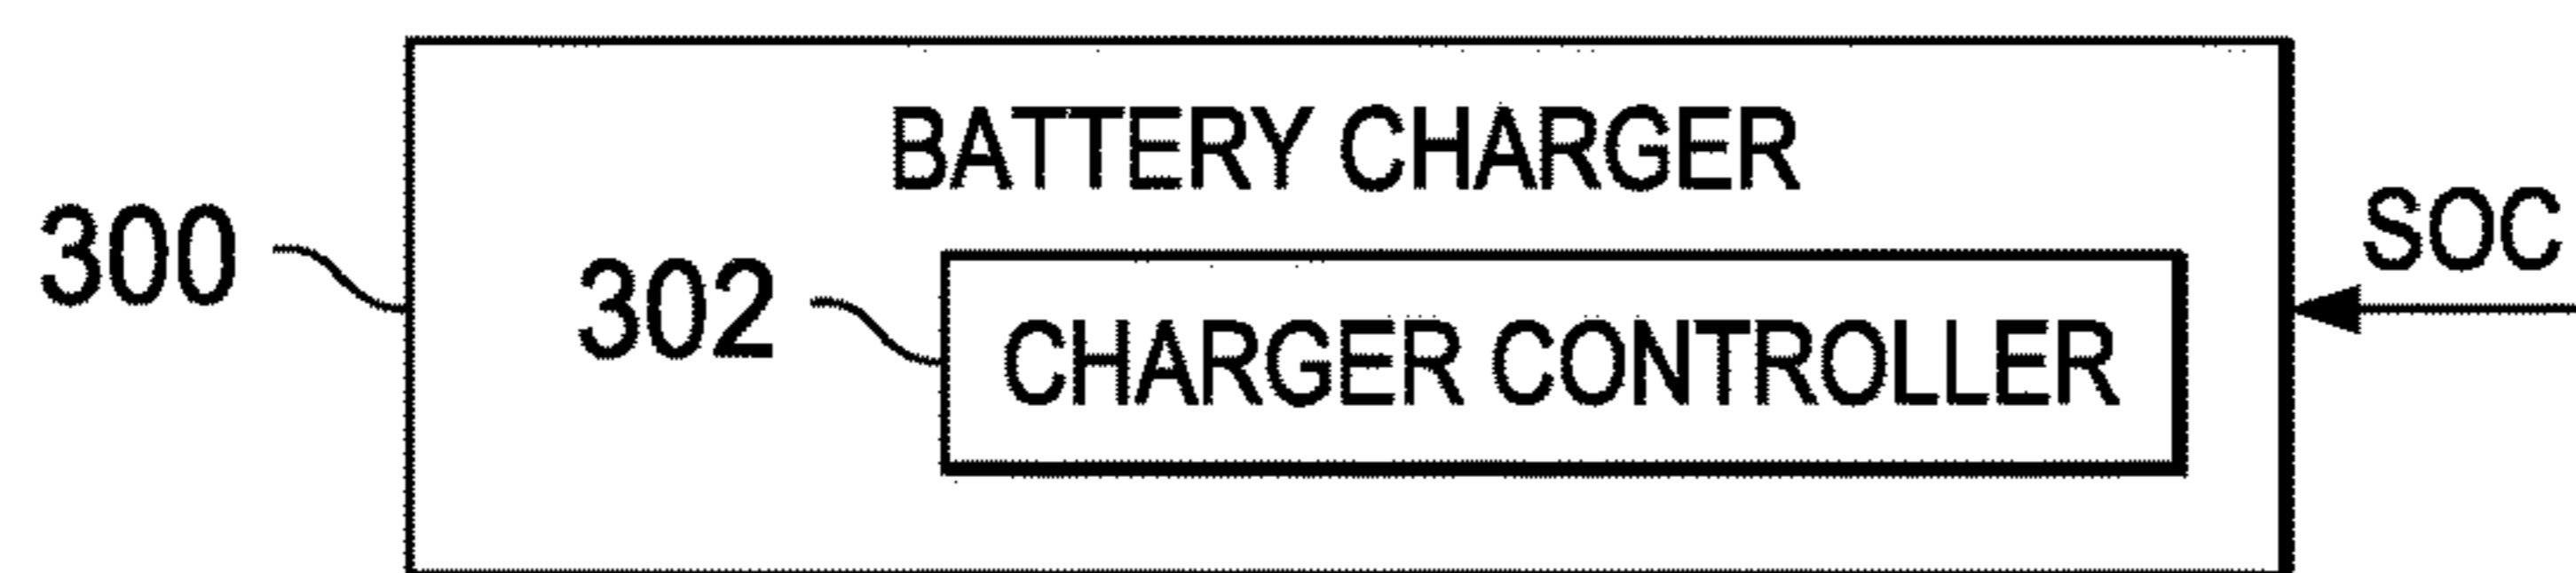 BATTERY CHARGER
300
SOC
302
CHARGER CONTROLLER